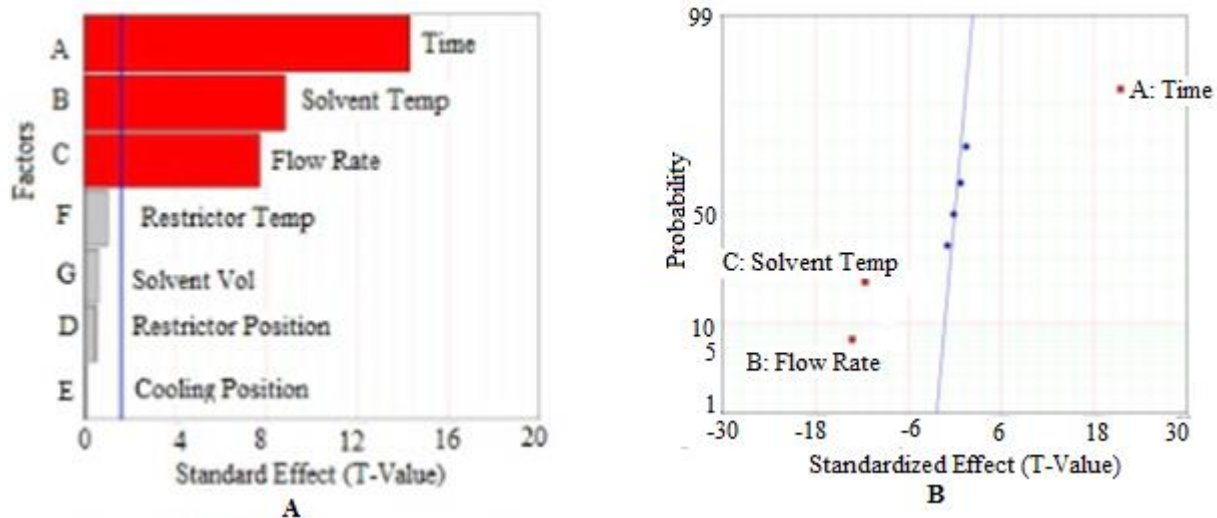 A
Time
B
Solvent Temp
C
Flow Rate
F
Restrictor Temp
G
Solvent Vol
D
Restrictor Position
E
Cooling Position
Factors
0 4 8 12 16 20
Standard Effect (T-Value)
A
99
A: Time
Probability
50
C: Solvent Temp
10
5
B: Flow Rate
1
-30 -18 -6 6 18 30
Standardized Effect (T-Value)
B